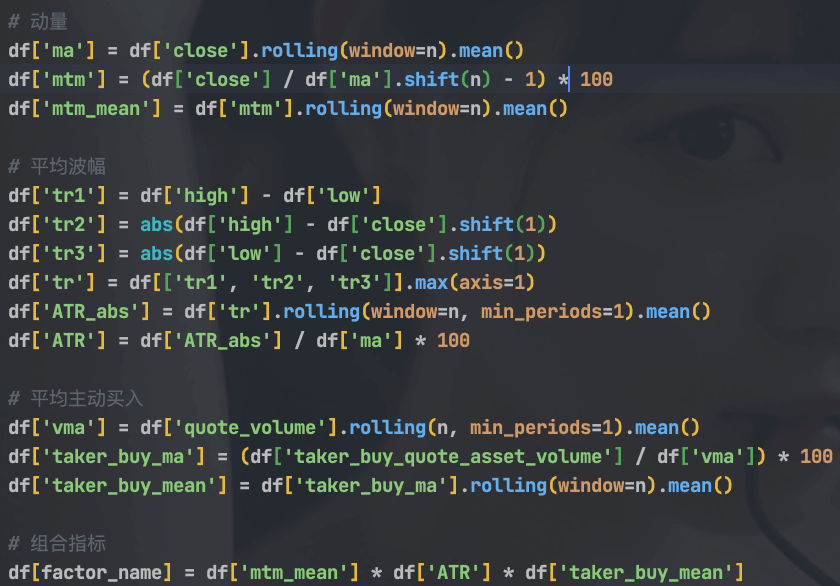 # 动量
df['ma'] = df['close'].rolling(window=n).mean()
df['mtm'] = (df['close'] / df['ma'].shift(n) - 1) * 100
df['mtm_mean'] = df['mtm'].rolling(window=n).mean()
# 平均波幅
df['tr1'] = df['high'] - df['low']
df['tr2'] = abs(df['high'] - df['close'].shift(1))
df['tr3'] = abs(df['low'] - df['close'].shift(1))
df['tr'] = df[['tr1', 'tr2', 'tr3']].max(axis=1)
df['ATR_abs'] = df['tr'].rolling(window=n, min_periods=1).mean()
df['ATR'] = df['ATR_abs'] / df['ma'] * 100
# 平均主动买入
df['vma'] = df['quote_volume'].rolling(n, min_periods=1).mean()
df['taker_buy_ma'] = (df['taker_buy_quote_asset_volume'] / df['vma']) * 100
df['taker_buy_mean'] = df['taker_buy_ma'].rolling(window=n).mean()
# 组合指标
df[factor_name] = df['mtm_mean'] * df['ATR'] * df['taker_buy_mean']